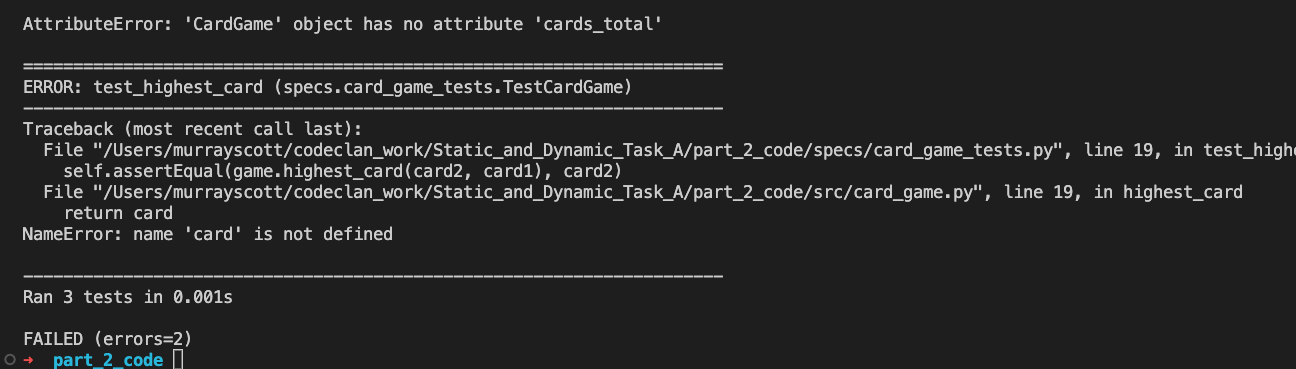 AttributeError: 'CardGame' object has no attribute 'cards_total'
======================================================================
ERROR: test_highest_card (specs.card_game_tests.TestCardGame)
----------------------------------------------------------------------
Traceback (most recent call last):
  File "/Users/murrayscott/codeclan_work/Static_and_Dynamic_Task_A/part_2_code/specs/card_game_tests.py", line 19, in test_highe
    self.assertEqual(game.highest_card(card2, card1), card2)
  File "/Users/murrayscott/codeclan_work/Static_and_Dynamic_Task_A/part_2_code/src/card_game.py", line 19, in highest_card
    return card
NameError: name 'card' is not defined
----------------------------------------------------------------------
Ran 3 tests in 0.001s
FAILED (errors=2)
➜  part_2_code